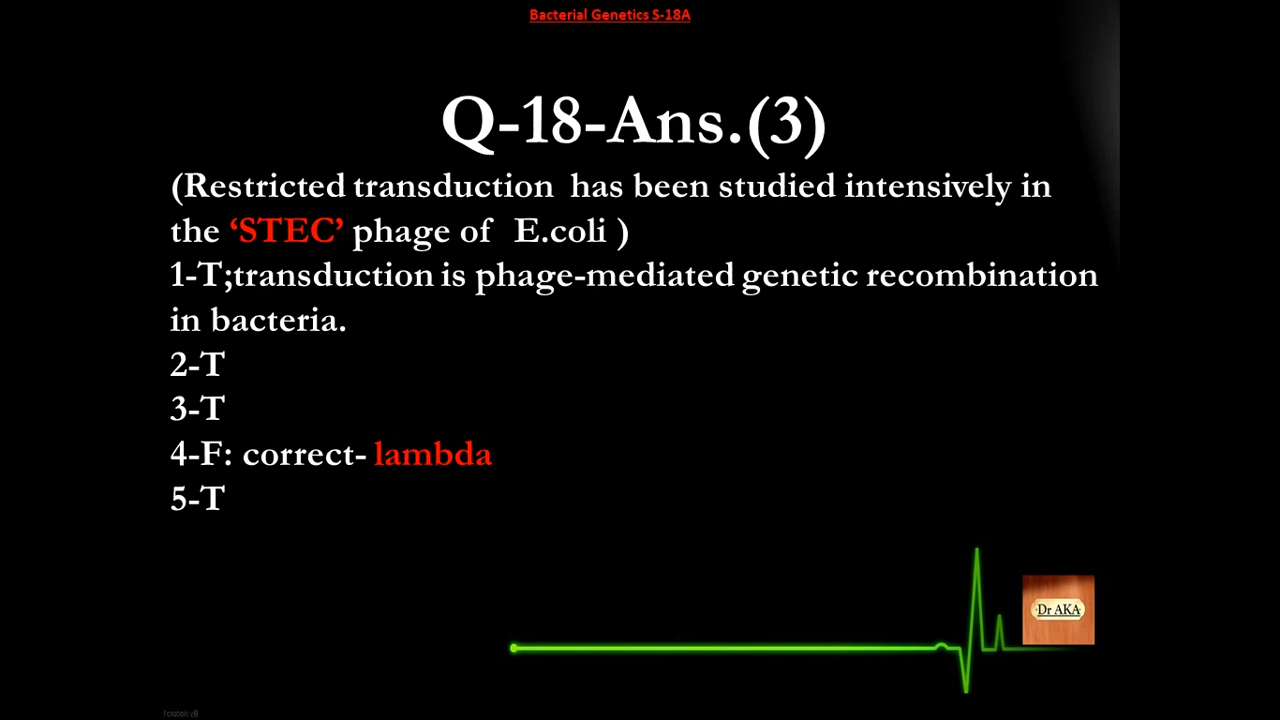 Bacterial Genetics S-18A
Q-18-Ans.(3)
(Restricted transduction has been studied intensively in
the ‘STEC’ phage of E.coli )
1-T;transduction is phage-mediated genetic recombination
in bacteria.
2-T
3-T
4-F: correct- lambda
5-T
Dr AKA